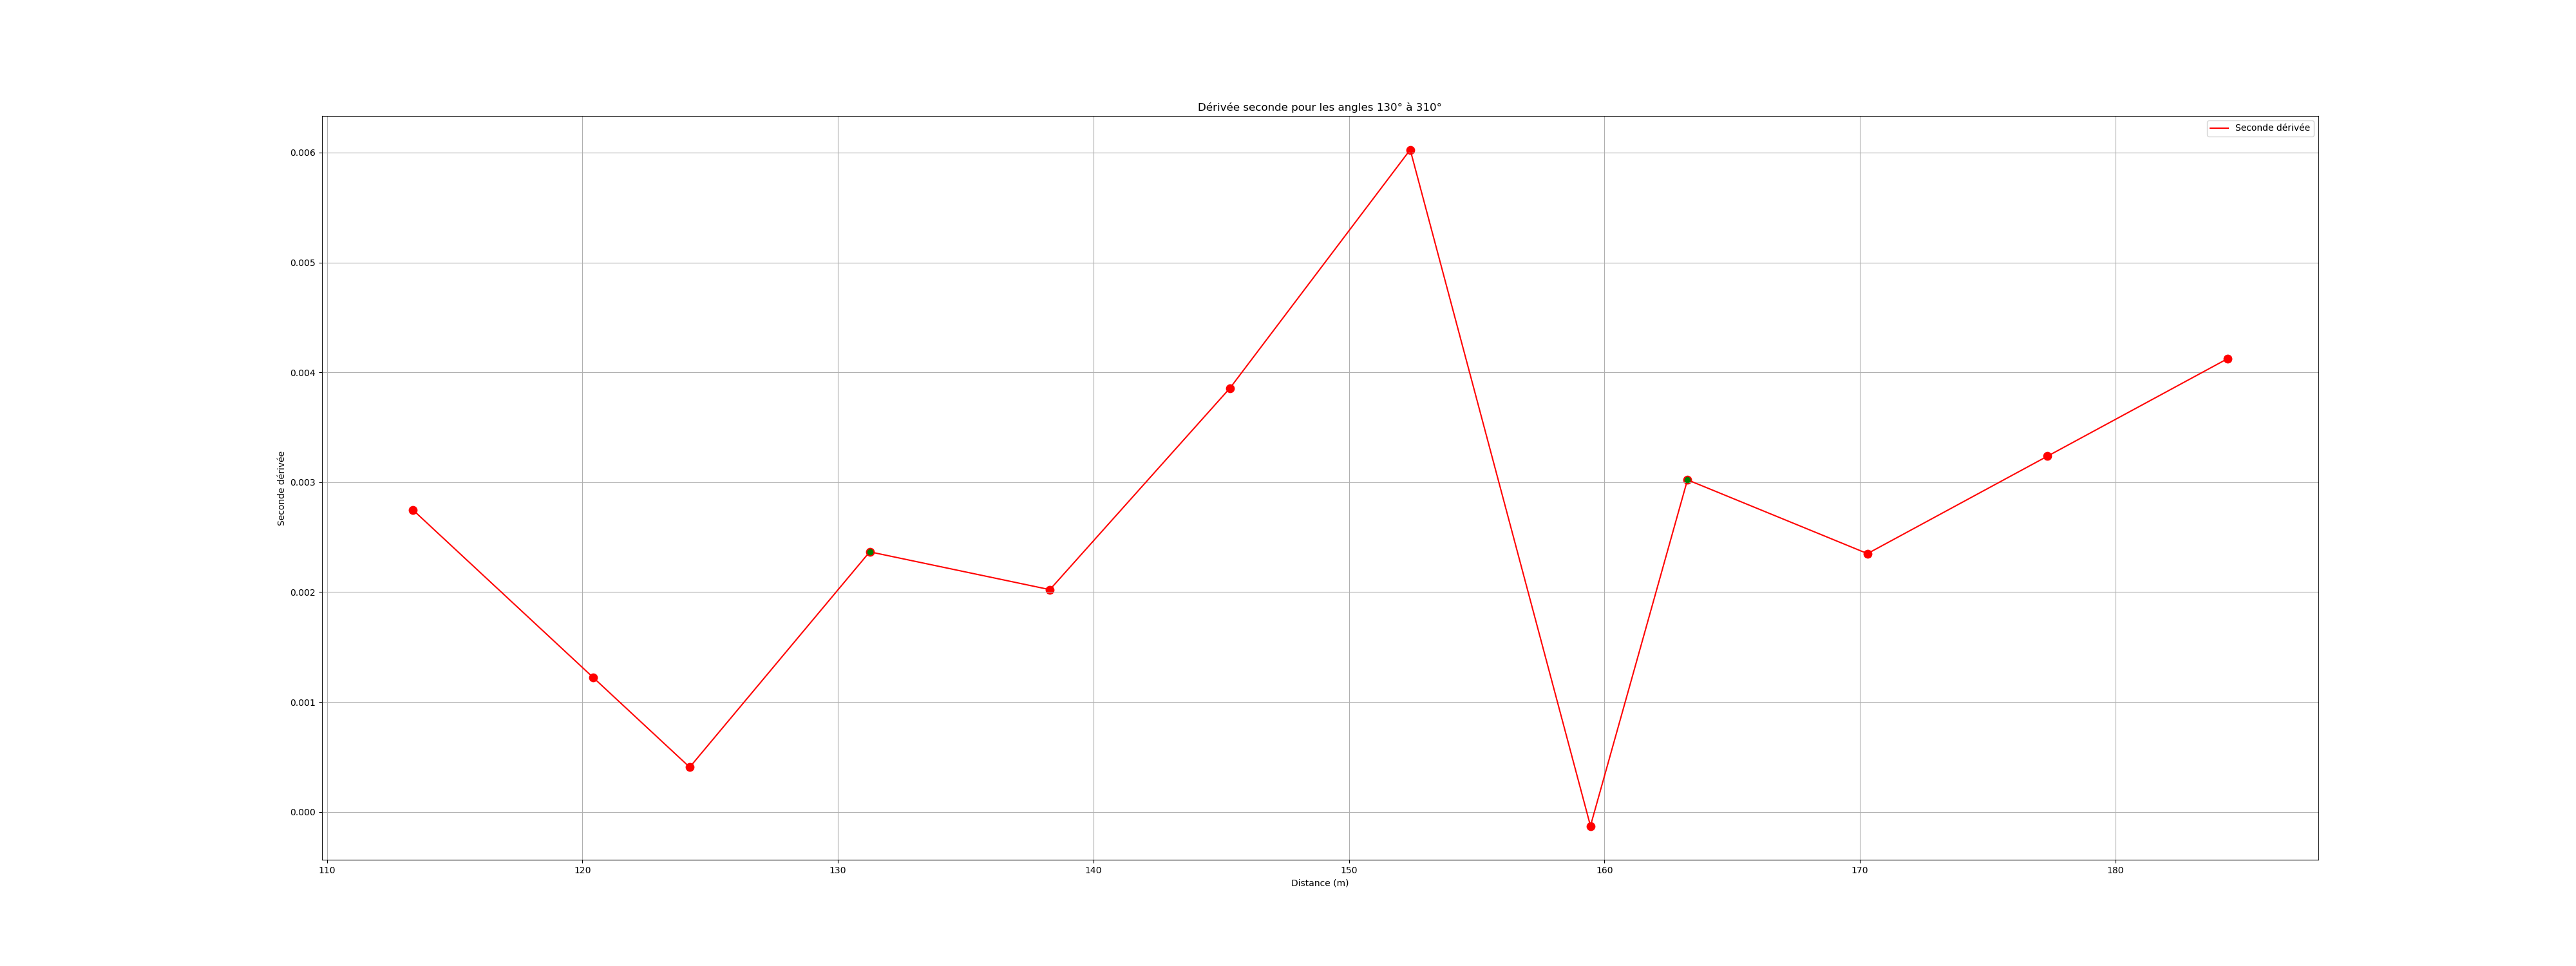 Dérivée seconde pour les angles 130° à 310°
Seconde dérivée
0.006
0.005
0.004
0.003
0.002
0.001
0.000
Seconde dérivée
110 120 130 140 150 160 170 180
Distance (m)